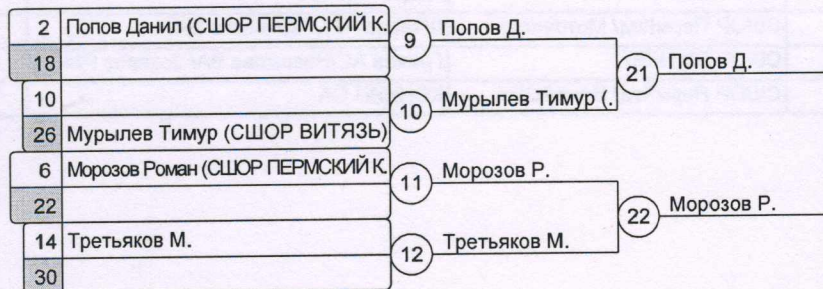 2 Попов Данил (СШОР ПЕРМСКИЙ К.
18
9 Попов Д.
10
26 Мурылев Тимур (СШОР ВИТЯЗЬ)
10 Мурылев Тимур (.
21 Попов Д.
6 Морозов Роман (СШОР ПЕРМСКИЙ К.
22
11 Морозов Р.
14 Третьяков М.
30
12 Третьяков М.
22 Морозов Р.